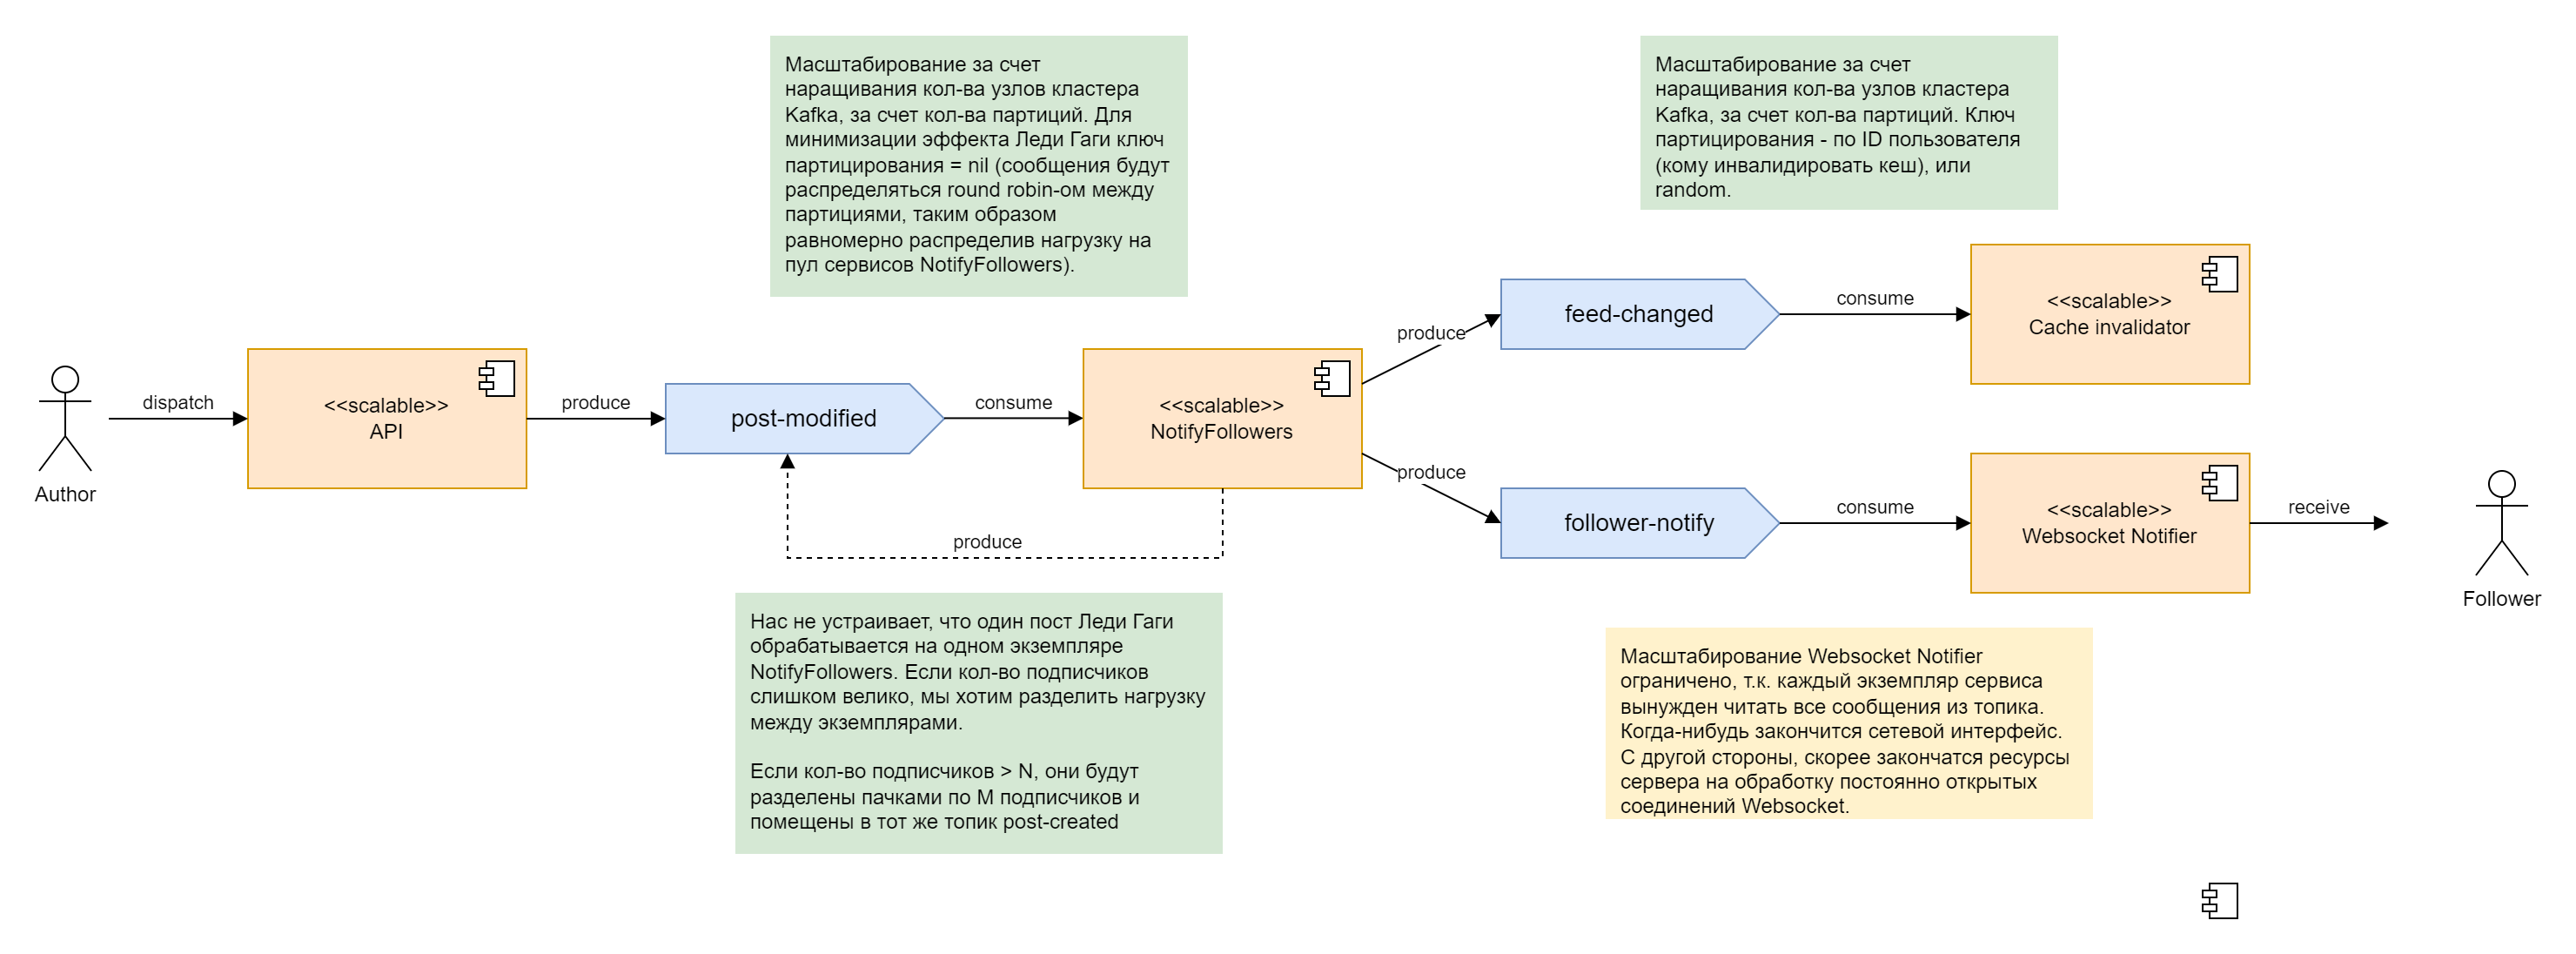 Масштабирование за счет
наращивания кол-ва узлов кластера
Kafka, за счет кол-ва партиций. Для
минимизации эффекта Леди Гаги ключ
партицирования = nil (сообщения будут
распределяться round robin-ом между
партициями, таким образом
равномерно распределив нагрузку на
пул сервисов NotifyFollowers).
Масштабирование за счет
наращивания кол-ва узлов кластера
Kafka, за счет кол-ва партиций. Ключ
партицирования - по ID пользователя
(кому инвалидировать кеш), или
random.
Author
dispatch
<<scalable>>
API
produce
post-modified
consume
<<scalable>>
NotifyFollowers
produce
produce
feed-changed
consume
<<scalable>>
Cache invalidator
produce
follower-notify
consume
<<scalable>>
Websocket Notifier
receive
Follower
Нас не устраивает, что один пост Леди Гаги
обрабатывается на одном экземпляре
NotifyFollowers. Если кол-во подписчиков
слишком велико, мы хотим разделить нагрузку
между экземплярами.
Если кол-во подписчиков > N, они будут
разделены пачками по M подписчиков и
помещены в тот же топик post-created
Масштабирование Websocket Notifier
ограничено, т.к. каждый экземпляр сервиса
вынужден читать все сообщения из топика.
Когда-нибудь закончится сетевой интерфейс.
С другой стороны, скорее закончатся ресурсы
сервера на обработку постоянно открытых
соединений Websocket.